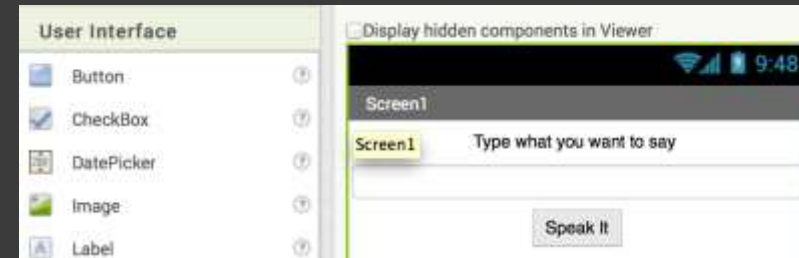 User Interface
Button
CheckBox
DatePicker
Image
Label
Display hidden components in Viewer
9:48
Screen1
Screen1
Type what you want to say
Speak It